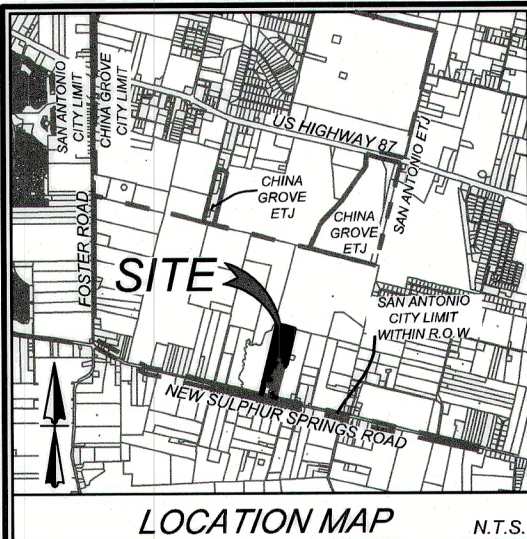 SAN ANTONIO
CITY LIMIT
CHINA GROVE
CITY LIMIT
US HIGHWAY 87
SAN ANTONIO ETJ
CHINA
GROVE
ETJ
CHINA
GROVE
ETJ
FOSTER ROAD
SITE
SAN ANTONIO
CITY LIMIT
WITHIN R.O.W.
NEW SULPHUR SPRINGS ROAD
LOCATION MAP
N.T.S.